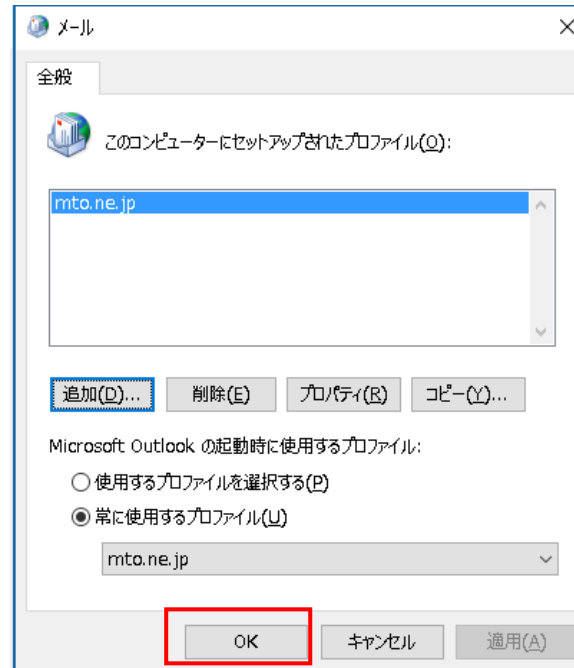 メール
全般
このコンピューターにセットアップされたプロファイル(O):
mto.ne.jp
追加(D)... 削除(E) プロパティ(R) コピー(Y)...
Microsoft Outlook の起動時に使用するプロファイル:
使用するプロファイルを選択する(P)
常に使用するプロファイル(U)
mto.ne.jp
OK キャンセル 適用(A)